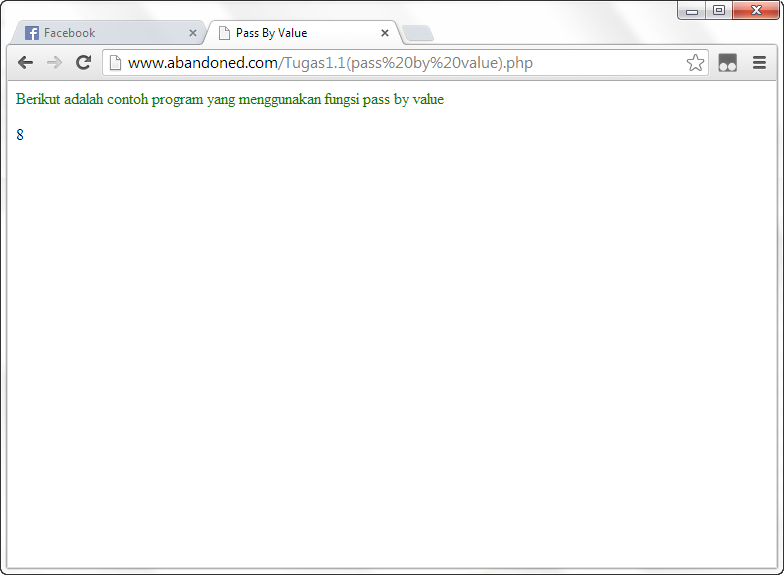 Facebook
Pass By Value
www.abandoned.com/Tugas1.1(pass%20by%20value).php
Berikut adalah contoh program yang menggunakan fungsi pass by value
8